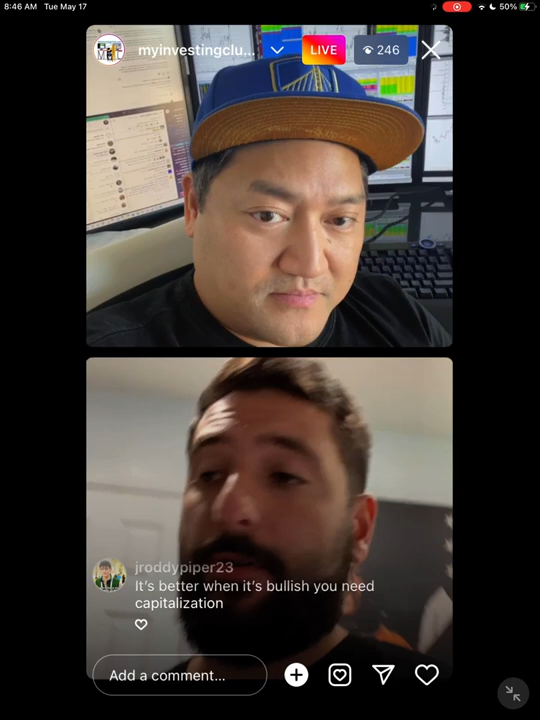 8:46 AM Tue May 17
50%
myinvestingclu...
LIVE
246
jroddypiper23
It's better when it's bullish you need
capitalization
Add a comment...